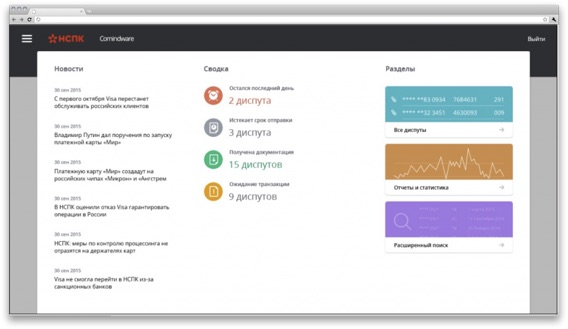 НСПК Comindware Выйти
Новости
30 сен 2015
С первого октября Visa перестанет
обслуживать российских клиентов
30 сен 2015
Владимир Путин дал поручения по запуску
платежной карты «Мир»
30 сен 2015
Платежную карту «Мир» создадут на
российских чипах «Микрон» и «Ангстрем
30 сен 2015
В НСПК оценили отказ Visa гарантировать
операции в России
30 сен 2015
НСПК: меры по контролю процессинга не
отразятся на держателях карт
30 сен 2015
Visa не смогла перейти в НСПК из-за
санкционных банков
Сводка
Остался последний день
2 диспута
Истекает срок отправки
3 диспута
Получена документация
15 диспутов
Ожидание транзакции
9 диспутов
Разделы
**** **83 0934 7684631 291
**** **32 3451 4630093 009
Все диспуты
Отчеты и статистика
Расширенный поиск